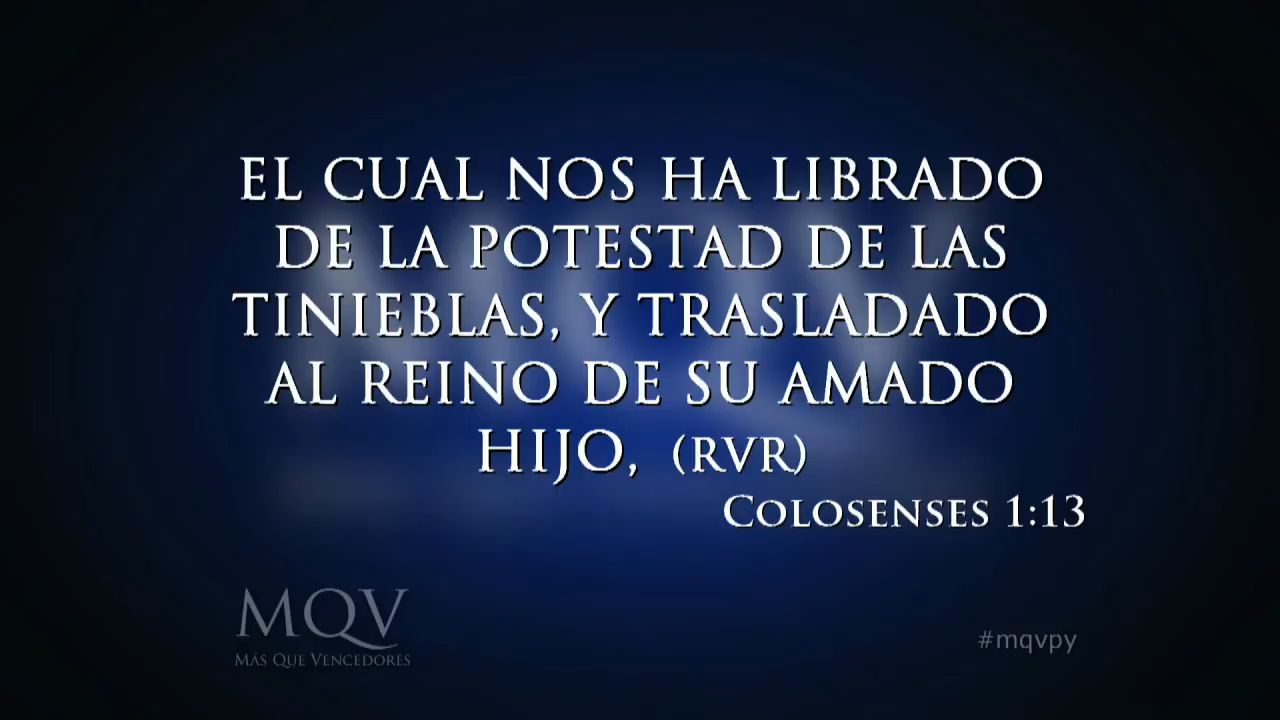 EL CUAL NOS HA LIBRADO
DE LA POTESTAD DE LAS
TINIEBLAS, Y TRASLADADO
AL REINO DE SU AMADO
HIJO, (RVR)
COLOSENSES 1:13
MQV
MÁS QUE VENCEDORES
#mqvpy